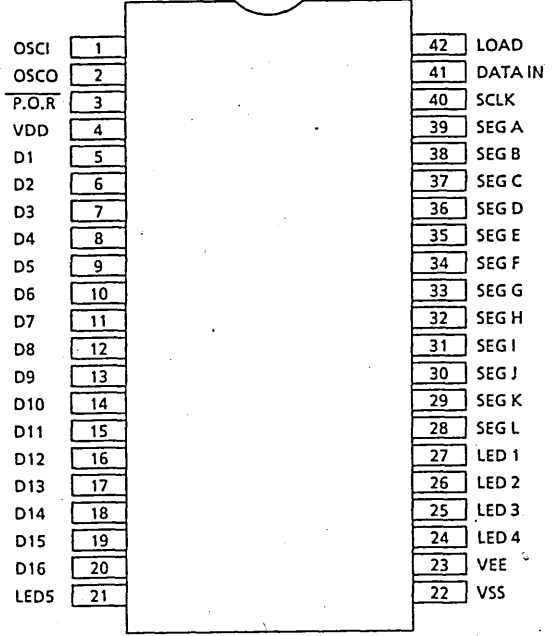 OSCI 1 42 LOAD
OSCO 2 41 DATA IN
P.O.R 3 40 SCLK
VDD 4 39 SEG A
D1 5 38 SEG B
D2 6 37 SEG C
D3 7 36 SEG D
D4 8 35 SEG E
D5 9 34 SEG F
D6 10 33 SEG G
D7 11 32 SEG H
D8 12 31 SEG I
D9 13 30 SEG J
D10 14 29 SEG K
D11 15 28 SEG L
D12 16 27 LED 1
D13 17 26 LED 2
D14 18 25 LED 3
D15 19 24 LED 4
D16 20 23 VEE
LED5 21 22 VSS